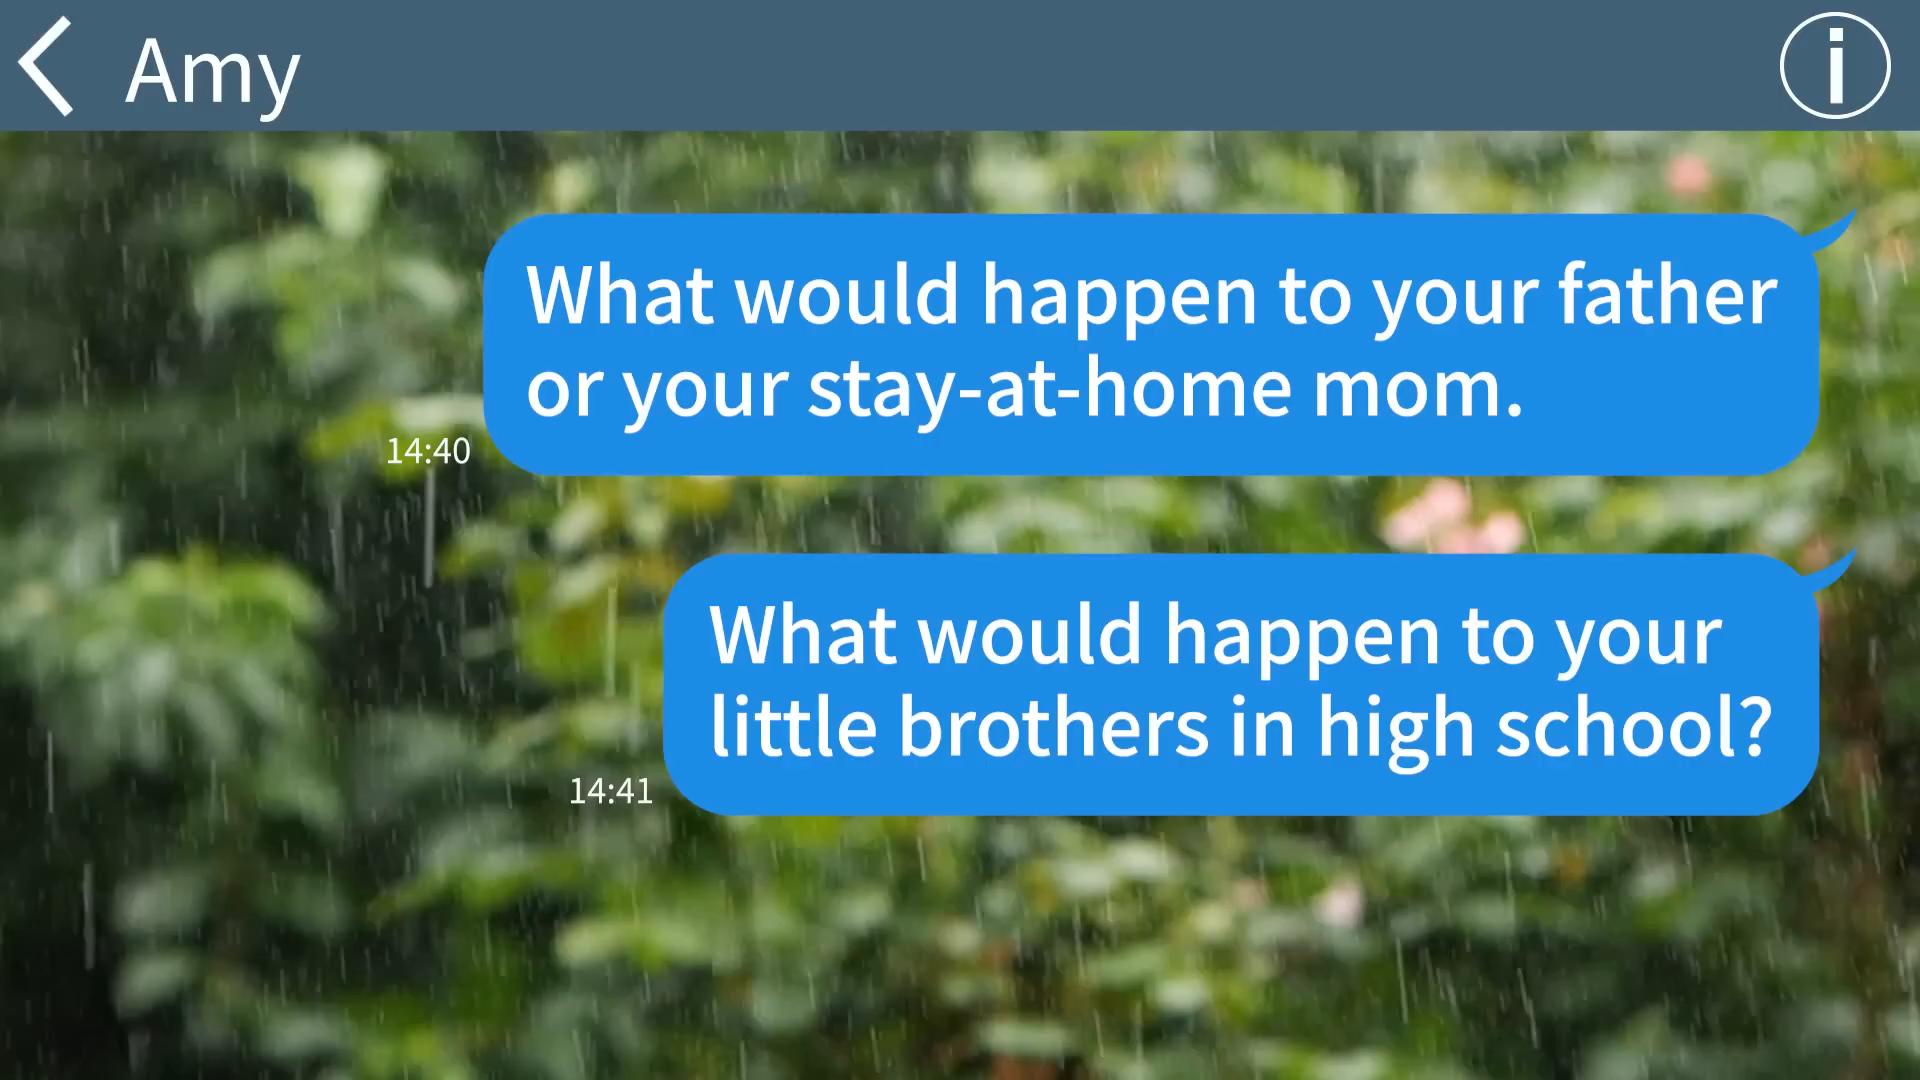 Amy
What would happen to your father
or your stay-at-home mom.
14:40
What would happen to your
little brothers in high school?
14:41